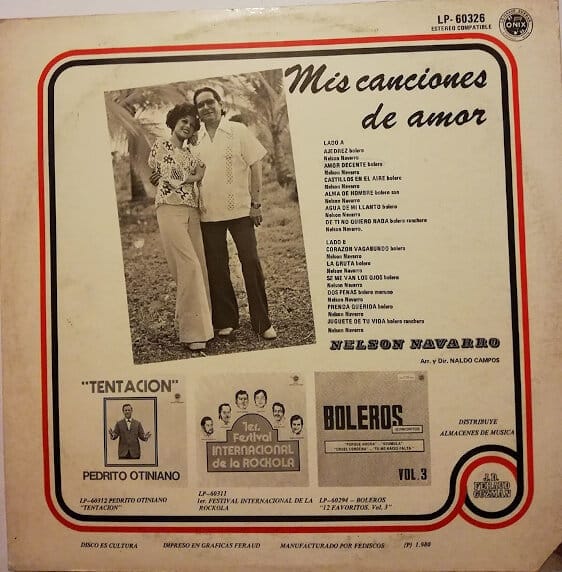 LP-60326
ESTEREO COMPATIBLE
ONIX
Mis canciones
de amor
LADO A
AJEDREZ bolero
Nelson Navarro
AMOR DECENTE bolero
Nelson Navarro
CASTILLOS EN EL AIRE bolero
Nelson Navarro
ALMA DE HOMBRE bolero son
Nelson Navarro
AGUA DE MI LLANTO bolero
Nelson Navarro
DE TI NO QUIERO NADA bolero ranchera
Nelson Navarro.
LADO B
CORAZON VAGABUNDO bolero
Nelson Navarro
LA GRUTA bolero
Nelson Navarro
SE ME VAN LOS OJOS bolero
Nelson Navarro
DOS PENAS bolero moruno
Nelson Navarro
PRENDA QUERIDA bolero
Nelson Navarro
JUGUETE DE TU VIDA bolero ranchera
Nelson Navarro
NELSON NAVARRO
Arr. y Dir. NALDO CAMPOS
"TENTACION"
PEDRITO OTINIANO
1er. Festival
INTERNACIONAL
de la ROCKOLA
BOLEROS
VOL.3
DISTRIBUYE
ALMACENES DE MUSICA
J.D.
FERAUD
GUZMAN
LP-60312 PEDRITO OTINIANO
"TENTACION"
LP-60311
1er. FESTIVAL INTERNACIONAL DE LA
ROCKOLA
LP-60294 - BOLEROS
"12 FAVORITOS. Vol. 3"
DISCO ES CULTURA
IMPRESO EN GRAFICAS FERAUD
MANUFACTURADO POR FEDISCOS
(P) 1.980